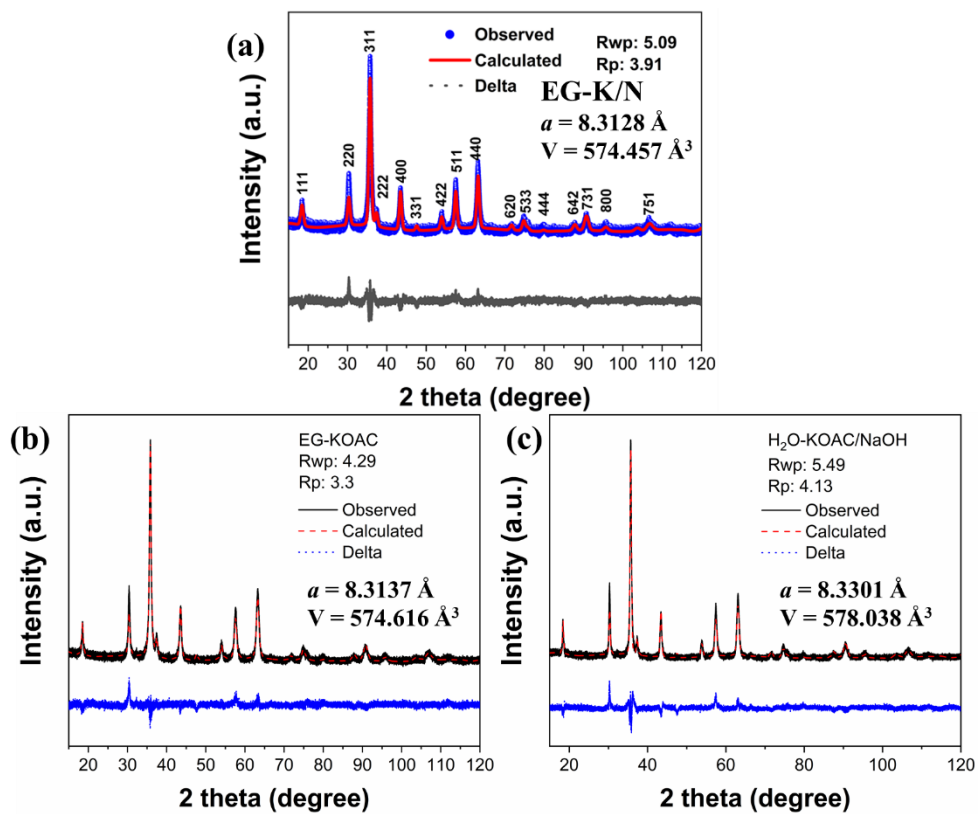 (a)
Observed
Calculated
Delta
Rwp: 5.09
Rp: 3.91
EG-K/N
a = 8.3128 Å
V = 574.457 Å³
111
220
311
222
400
331
422
511
440
620
533
444
642
731
800
751
Intensity (a.u.)
20 30 40 50 60 70 80 90 100 110 120
2 theta (degree)
(b)
EG-KOAC
Rwp: 4.29
Rp: 3.3
Observed
Calculated
Delta
a = 8.3137 Å
V = 574.616 Å³
Intensity (a.u.)
20 30 40 50 60 70 80 90 100 110 120
2 theta (degree)
(c)
H₂O-KOAC/NaOH
Rwp: 5.49
Rp: 4.13
Observed
Calculated
Delta
a = 8.3301 Å
V = 578.038 Å³
Intensity (a.u.)
20 40 60 80 100 120
2 theta (degree)